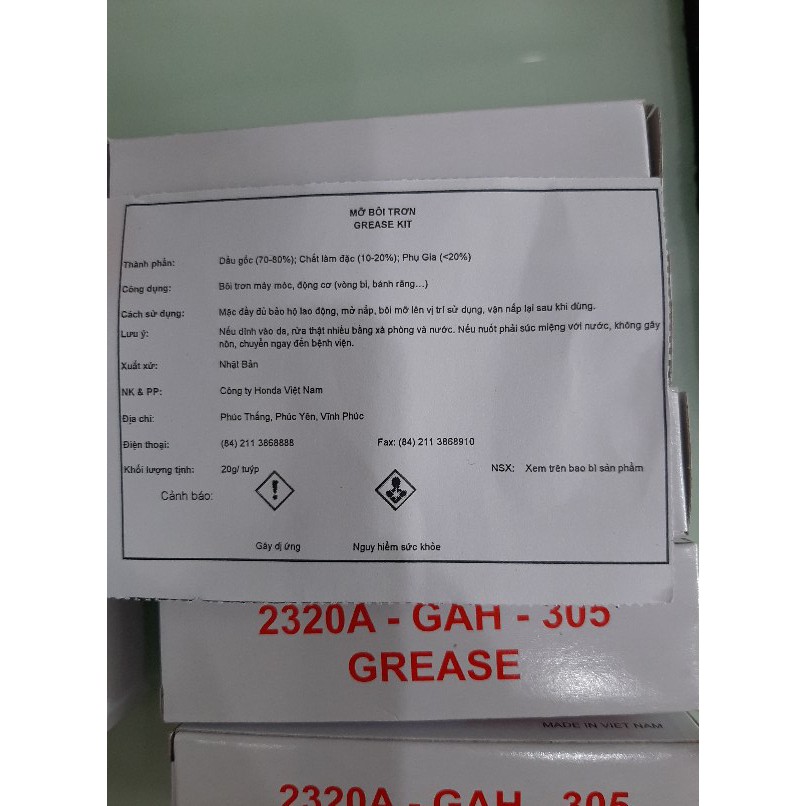 MỠ BÔI TRƠN
GREASE KIT
Thành phần: Dầu gốc (70-80%); Chất làm đặc (10-20%); Phụ Gia (<20%)
Công dụng: Bôi trơn máy móc, động cơ (vòng bi, bánh răng...)
Cách sử dụng: Mặc đầy đủ bảo hộ lao động, mở nắp, bôi mỡ lên vị trí sử dụng, vặn nắp lại sau khi dùng.
Lưu ý: Nếu dính vào da, rửa thật nhiều bằng xà phòng và nước. Nếu nuốt phải súc miệng với nước, không gây
nôn, chuyển ngay đến bệnh viện.
Xuất xứ: Nhật Bản
NK & PP: Công ty Honda Việt Nam
Địa chỉ: Phúc Thắng, Phúc Yên, Vĩnh Phúc
Điện thoại: (84) 211 3868888 Fax: (84) 211 3868910
Khối lượng tịnh: 20g/ tuýp NSX: Xem trên bao bì sản phẩm
Cảnh báo:
Gây dị ứng Nguy hiểm sức khỏe
2320A - GAH - 305
GREASE
MADE IN VIET NAM
2320A - GAH - 305